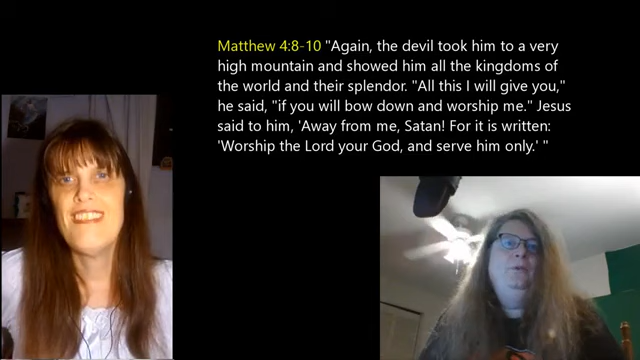 Matthew 4:8-10 "Again, the devil took him to a very
high mountain and showed him all the kingdoms of
the world and their splendor. "All this I will give you,"
he said, "if you will bow down and worship me." Jesus
said to him, 'Away from me, Satan! For it is written:
'Worship the Lord your God, and serve him only.' "